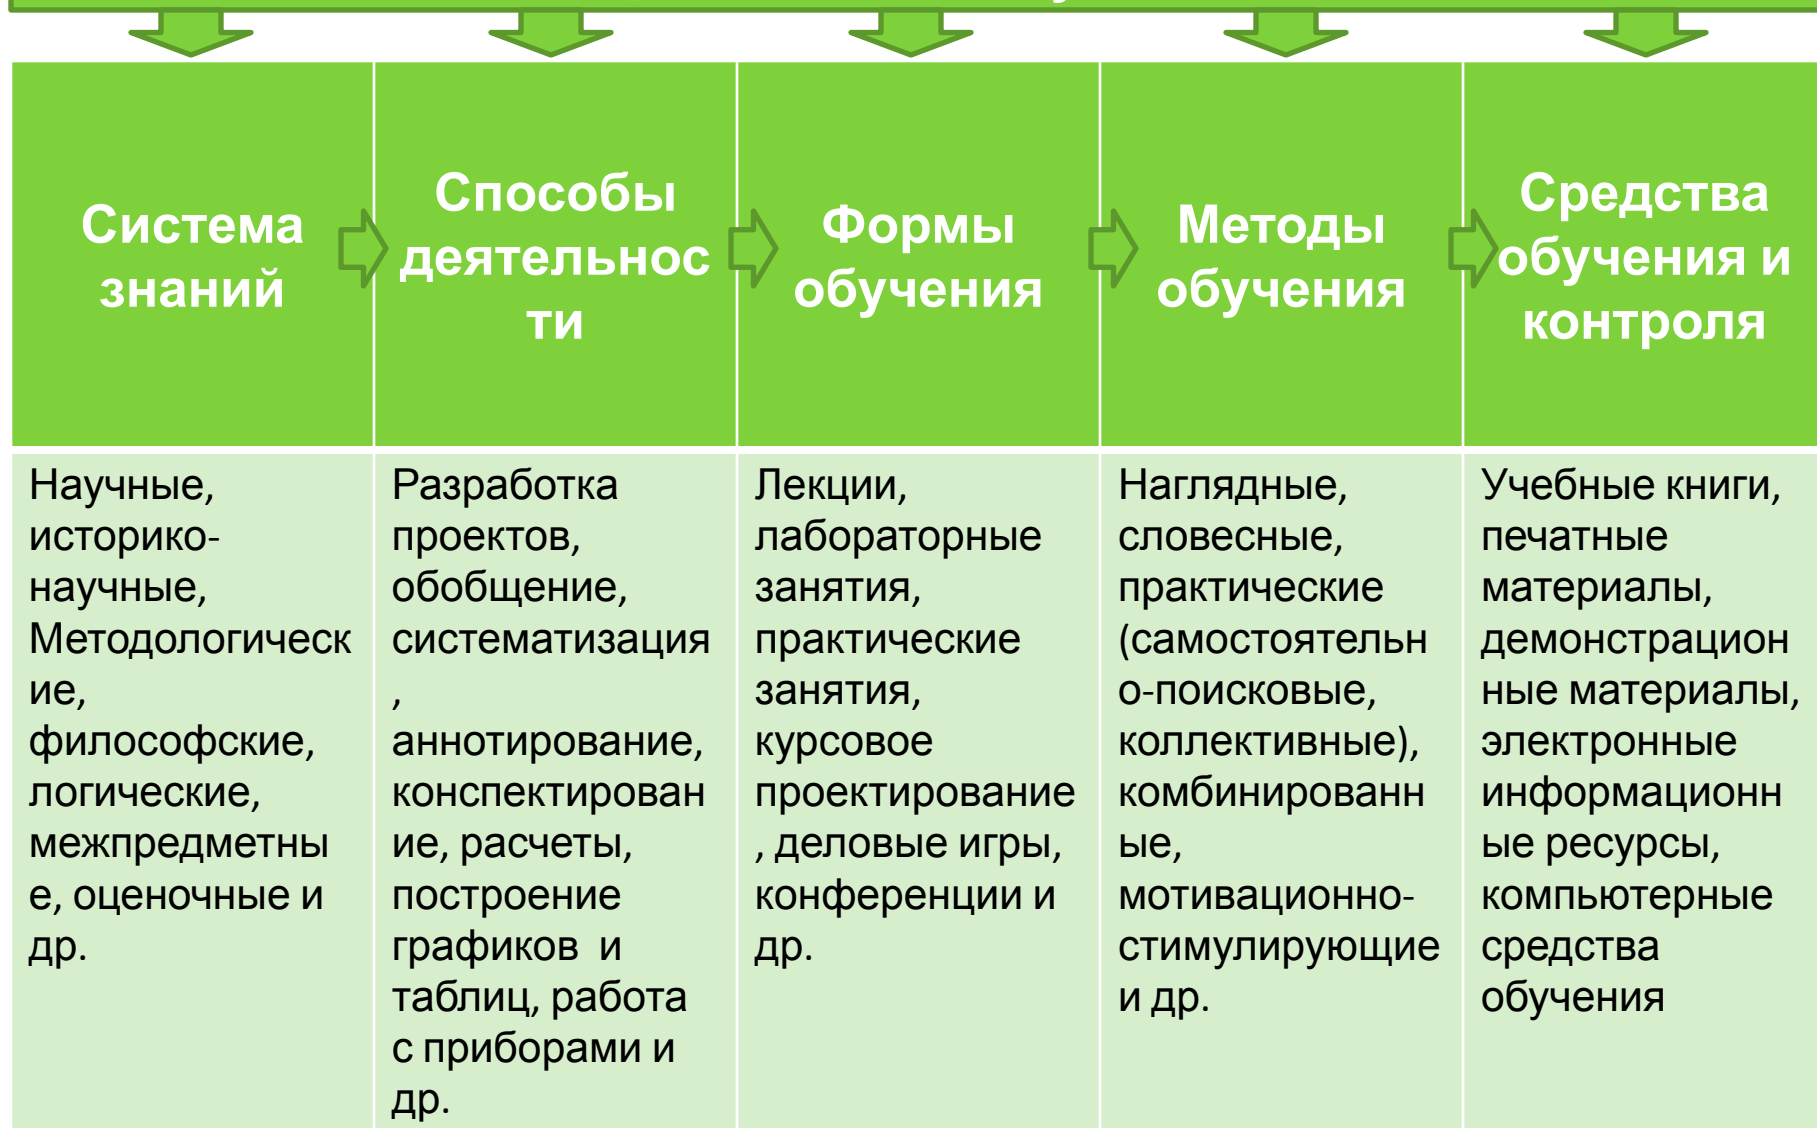 Система
знаний
Способы
деятельнос
ти
Формы
обучения
Методы
обучения
Средства
обучения и
контроля
Научные,
историко-
научные,
Методологическ
ие,
философские,
логические,
межпредметны
е, оценочные и
др.
Разработка
проектов,
обобщение,
систематизация
,
аннотирование,
конспектирован
ие, расчеты,
построение
графиков и
таблиц, работа
с приборами и
др.
Лекции,
лабораторные
занятия,
практические
занятия,
курсовое
проектирование
, деловые игры,
конференции и
др.
Наглядные,
словесные,
практические
(самостоятельн
о-поисковые,
коллективные),
комбинированн
ые,
мотивационно-
стимулирующие
и др.
Учебные книги,
печатные
материалы,
демонстрацион
ные материалы,
электронные
информационн
ые ресурсы,
компьютерные
средства
обучения